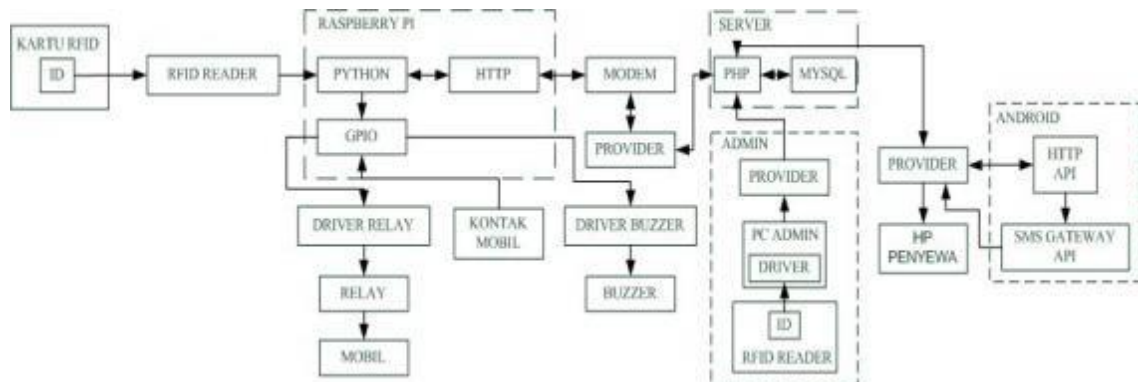 RASPBERRY PI
SERVER
KARTU RFID
ID
RFID READER
PYTHON
HTTP
MODEM
PHP
MYSQL
GPIO
PROVIDER
ADMIN
PROVIDER
ANDROID
PROVIDER
HTTP
API
DRIVER RELAY
KONTAK
MOBIL
DRIVER BUZZER
PC ADMIN
DRIVER
HP
PENYEWA
SMS GATEWAY
API
RELAY
BUZZER
ID
RFID READER
MOBIL